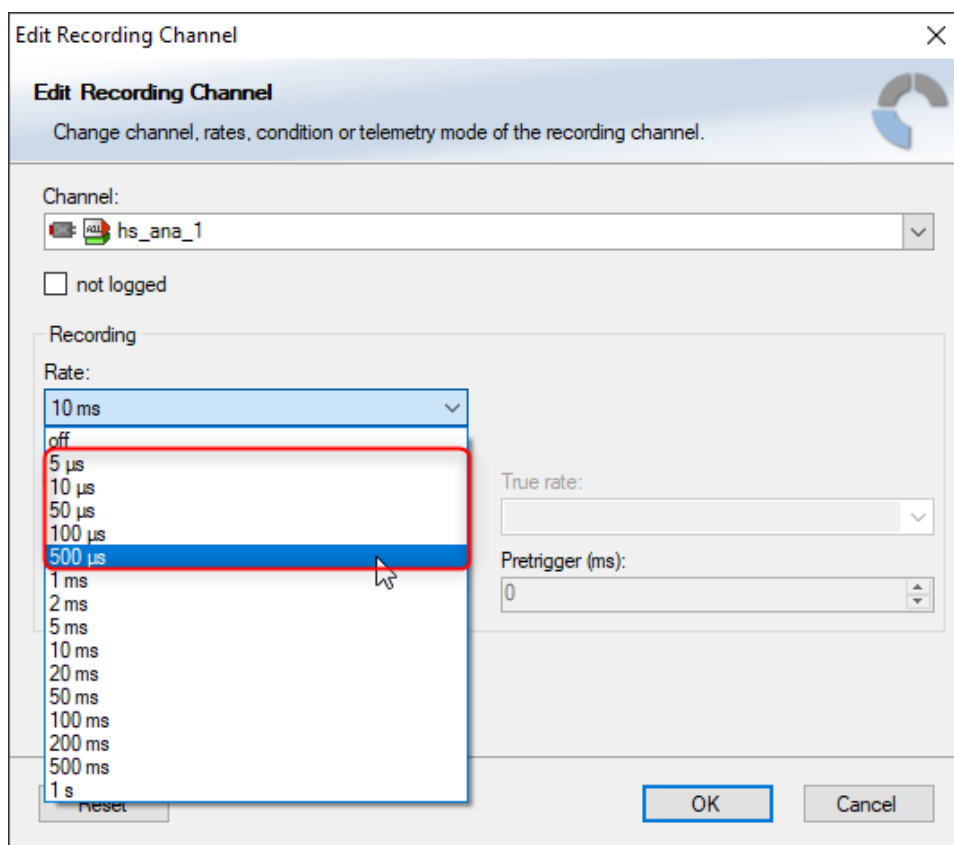 Edit Recording Channel
Edit Recording Channel
Change channel, rates, condition or telemetry mode of the recording channel.
Channel:
hs_ana_1
not logged
Recording
Rate:
10 ms
off
5 µs
10 µs
50 µs
100 µs
500 µs
1 ms
2 ms
5 ms
10 ms
20 ms
50 ms
100 ms
200 ms
500 ms
1 s
True rate:
Pretrigger (ms):
0
Reset
OK
Cancel